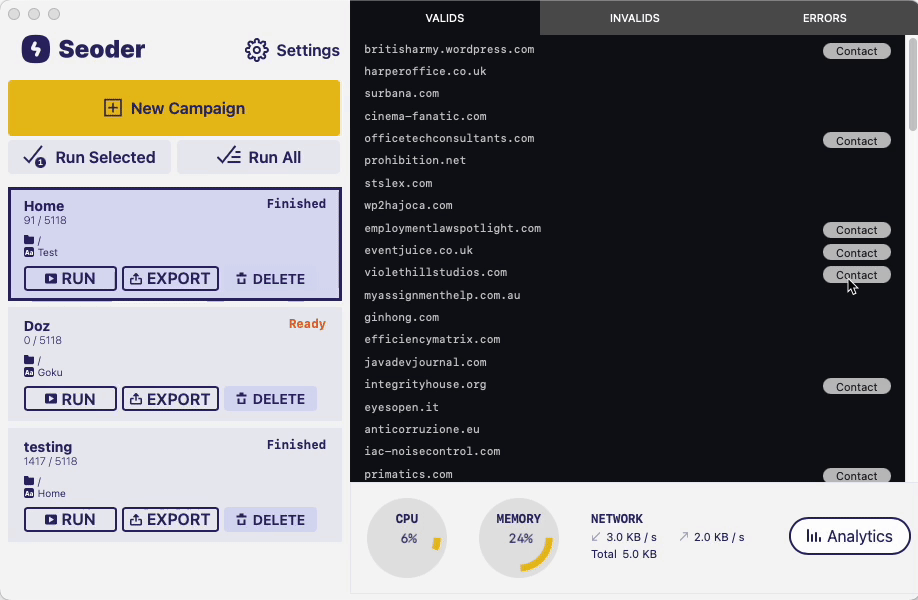 Seoder
Settings
New Campaign
1 Run Selected
Run All
Home
Finished
91 / 5118
/
Aa Test
RUN
EXPORT
DELETE
Doz
Ready
0 / 5118
/
Aa Goku
RUN
EXPORT
DELETE
testing
Finished
1417 / 5118
/
Aa Home
RUN
EXPORT
DELETE
VALIDS
INVALIDS
ERRORS
britisharmy.wordpress.com
Contact
harperoffice.co.uk
surbana.com
cinema-fanatic.com
officetechconsultants.com
Contact
prohibition.net
stslex.com
wp2hajoca.com
employmentlawspotlight.com
Contact
eventjuice.co.uk
Contact
violethillstudios.com
Contact
myassignmenthelp.com.au
ginhong.com
efficiencymatrix.com
javadevjournal.com
integrityhouse.org
Contact
eyesopen.it
anticorruzione.eu
iac-noisecontrol.com
primatics.com
Contact
CPU
6%
MEMORY
24%
NETWORK
3.0 KB / s
2.0 KB / s
Total 5.0 KB
Analytics